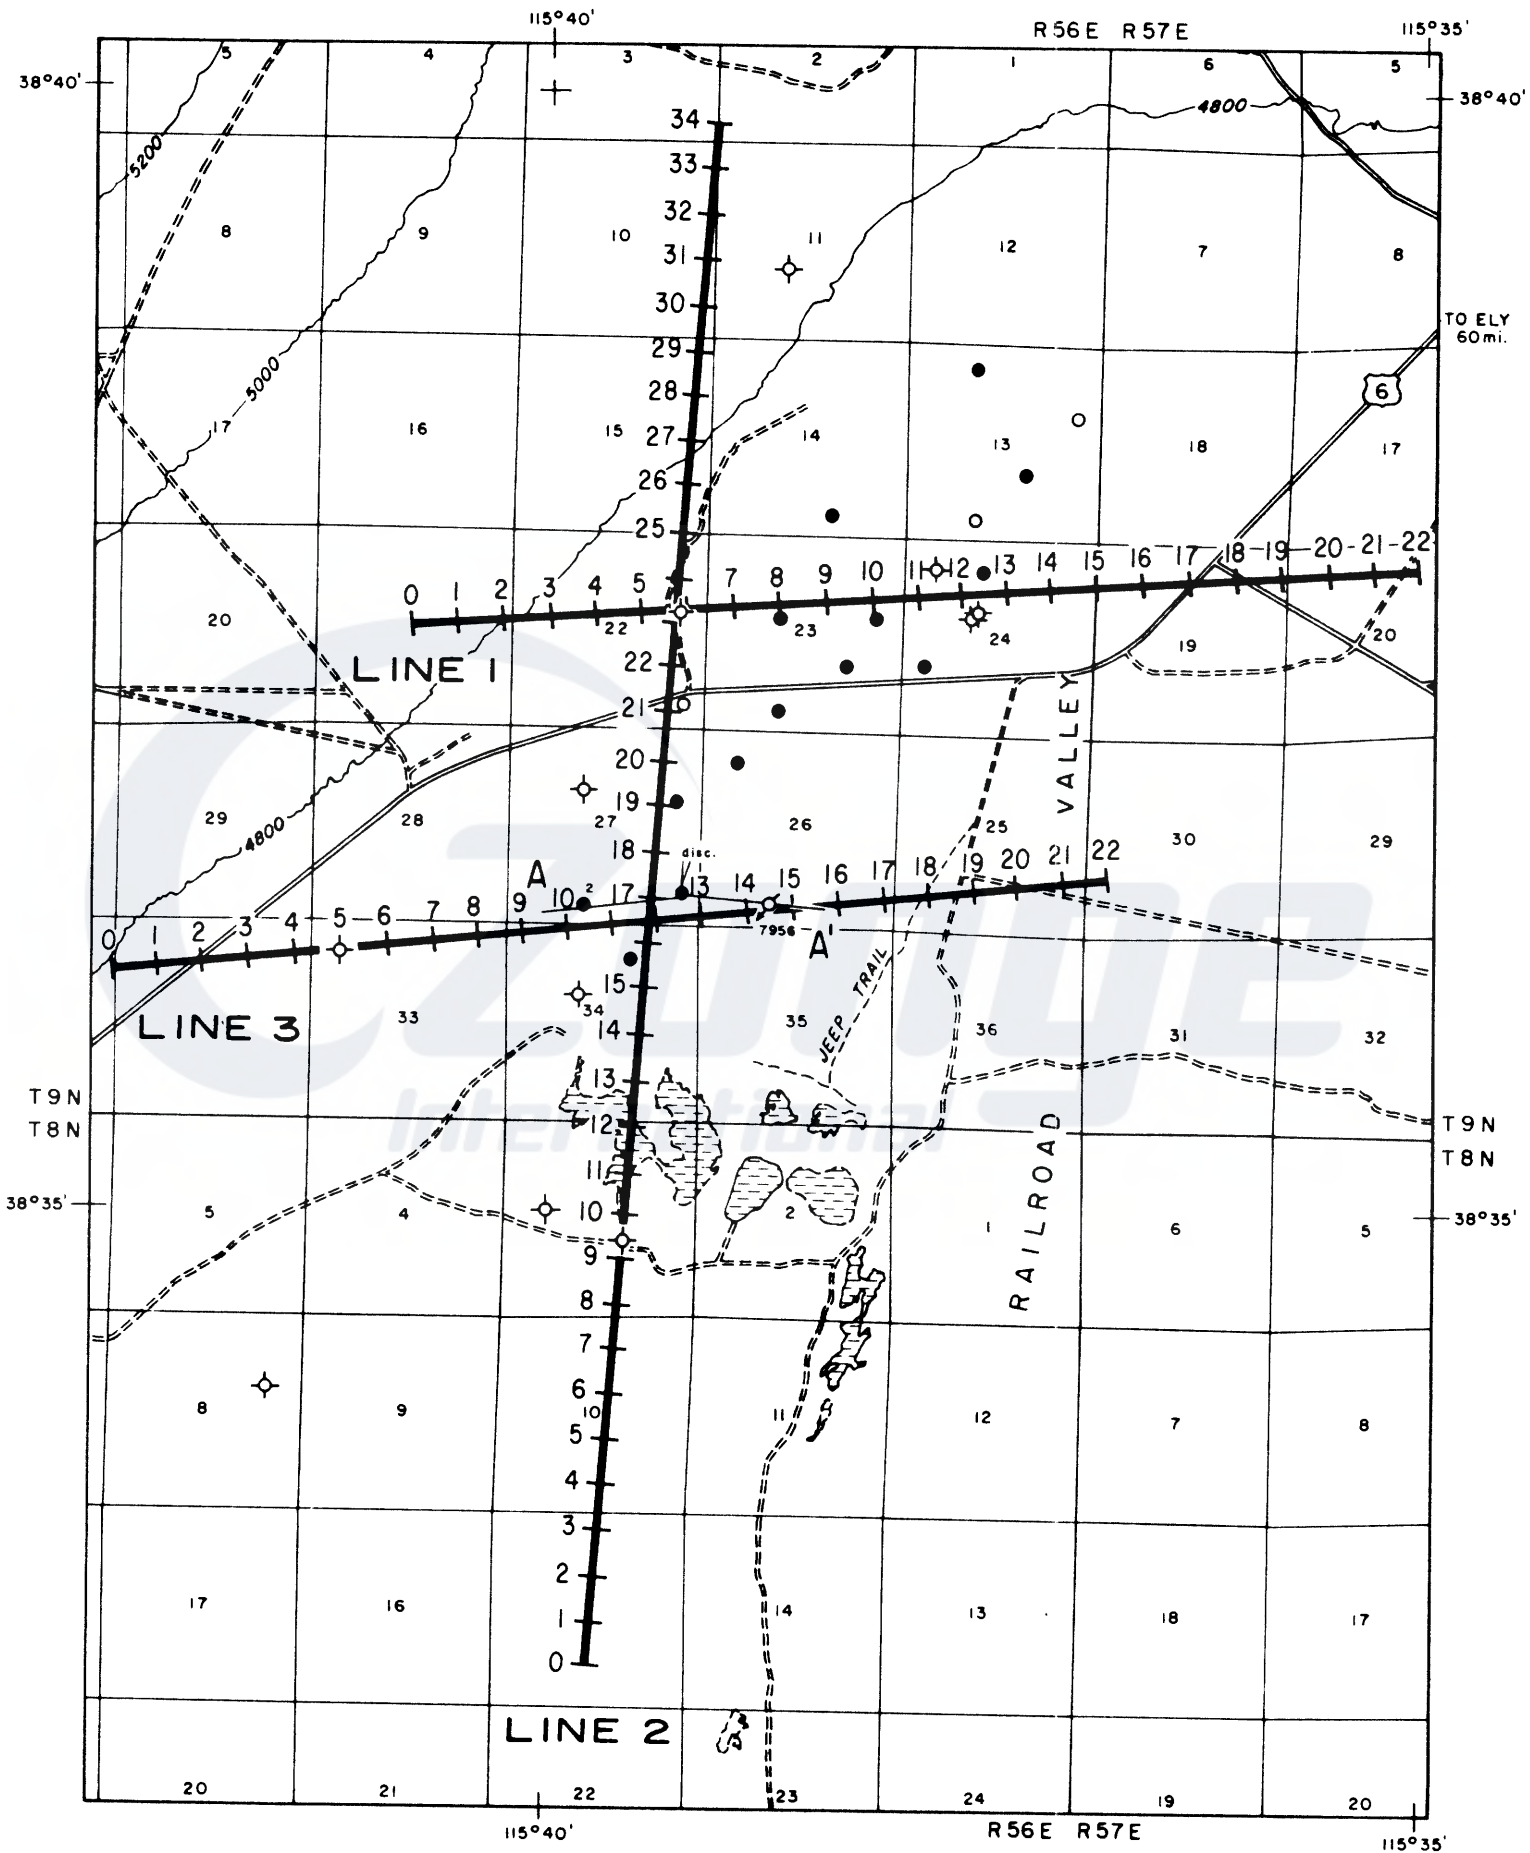 115°40' R56E R57E 115°35'
5 4 3 2 1 6 5
38°40' 38°40'
34
4800
5200
33
32
8 9 10 11 12 7 8
31
30
TO ELY
60mi.
29
5000
28
6
17 16 15 27 14 13 18 17
26
25
0 1 2 3 4 5 7 8 9 10 11 12 13 14 15 16 17 18 19 20 21 22
20 22 23 24 19 20
LINE 1
22
21
VALLEY
20
19
29 4800 28 27 26 25 30 29
18 disc.
A
0 1 2 3 4 5 6 7 8 9 10 2 17 13 14 15 16 17 18 19 20 21 22
7956 A'
JEEP TRAIL
15
LINE 3 33 34 14 35 36 31 32
13
T9N T9N
T8N T8N
12
11
RAILROAD
38°35' 38°35'
5 4 10 2 1 6 5
9
8
7
6
8 9 10 11 12 7 8
5
4
3
2
17 16 14 13 18 17
1
0
LINE 2
20 21 22 23 24 19 20
115°40' R56E R57E 115°35'
Zonge
International